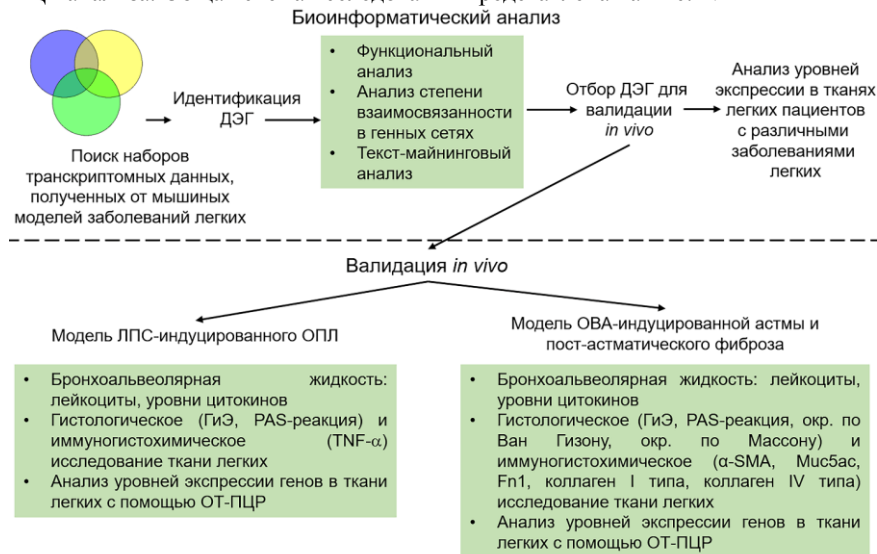 Биоинформатический анализ
Идентификация
ДЭГ
Поиск наборов
транскриптомных данных,
полученных от мышиных
моделей заболеваний легких
• Функциональный
анализ
• Анализ степени
взаимосвязанности
в генных сетях
• Текст-майнинговый
анализ
Отбор ДЭГ для
валидации
in vivo
Анализ уровней
экспрессии в тканях
легких пациентов
с различными
заболеваниями
легких
Валидация in vivo
Модель ЛПС-индуцированного ОПЛ
• Бронхоальвеолярная жидкость:
лейкоциты, уровни цитокинов
• Гистологическое (ГиЭ, PAS-реакция) и
иммуногистохимическое (TNF-α)
исследование ткани легких
• Анализ уровней экспрессии генов в ткани
легких с помощью ОТ-ПЦР
Модель ОВА-индуцированной астмы и
пост-астматического фиброза
• Бронхоальвеолярная жидкость: лейкоциты,
уровни цитокинов
• Гистологическое (ГиЭ, PAS-реакция, окр. по
Ван Гизону, окр. по Массону) и
иммуногистохимическое (α-SMA, Muc5ac,
Fn1, коллаген I типа, коллаген IV типа)
исследование ткани легких
• Анализ уровней экспрессии генов в ткани
легких с помощью ОТ-ПЦР